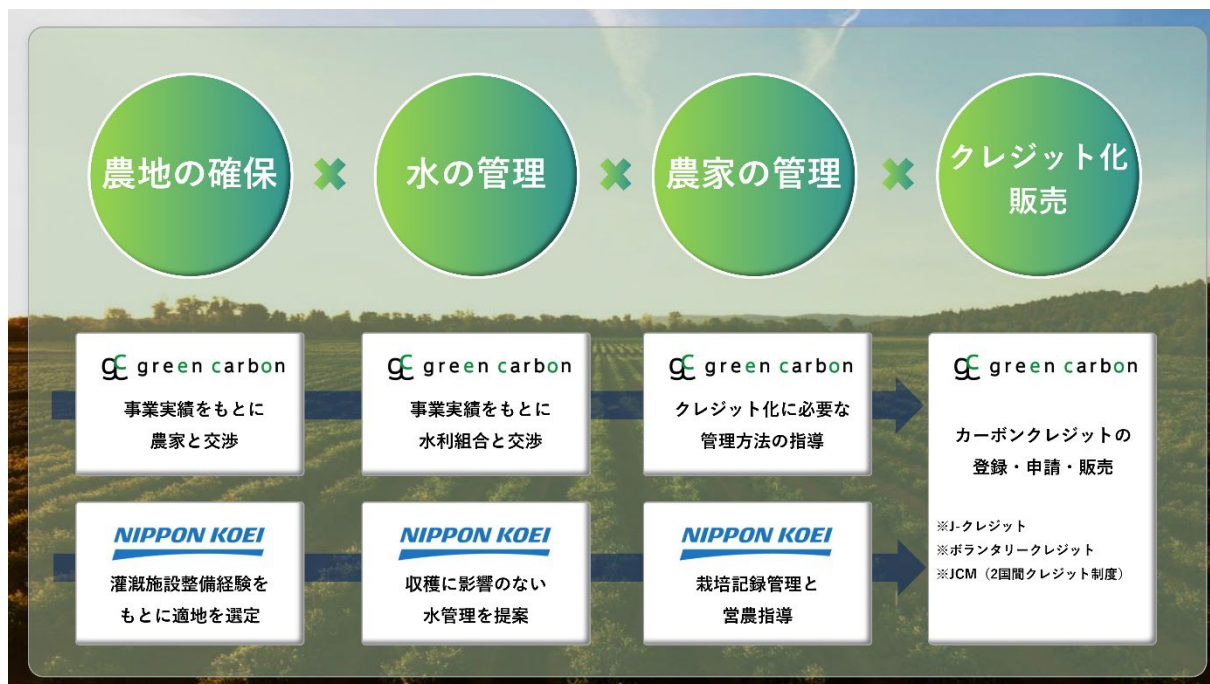 農地の確保
水の管理
農家の管理
クレジット化
販売
gc green carbon
事業実績をもとに
農家と交渉
gc green carbon
事業実績をもとに
水利組合と交渉
gc green carbon
クレジット化に必要な
管理方法の指導
gc green carbon
カーボンクレジットの
登録・申請・販売
※J-クレジット
※ボランタリークレジット
※JCM（2国間クレジット制度）
NIPPON KOEI
灌漑施設整備経験を
もとに適地を選定
NIPPON KOEI
収穫に影響のない
水管理を提案
NIPPON KOEI
栽培記録管理と
営農指導